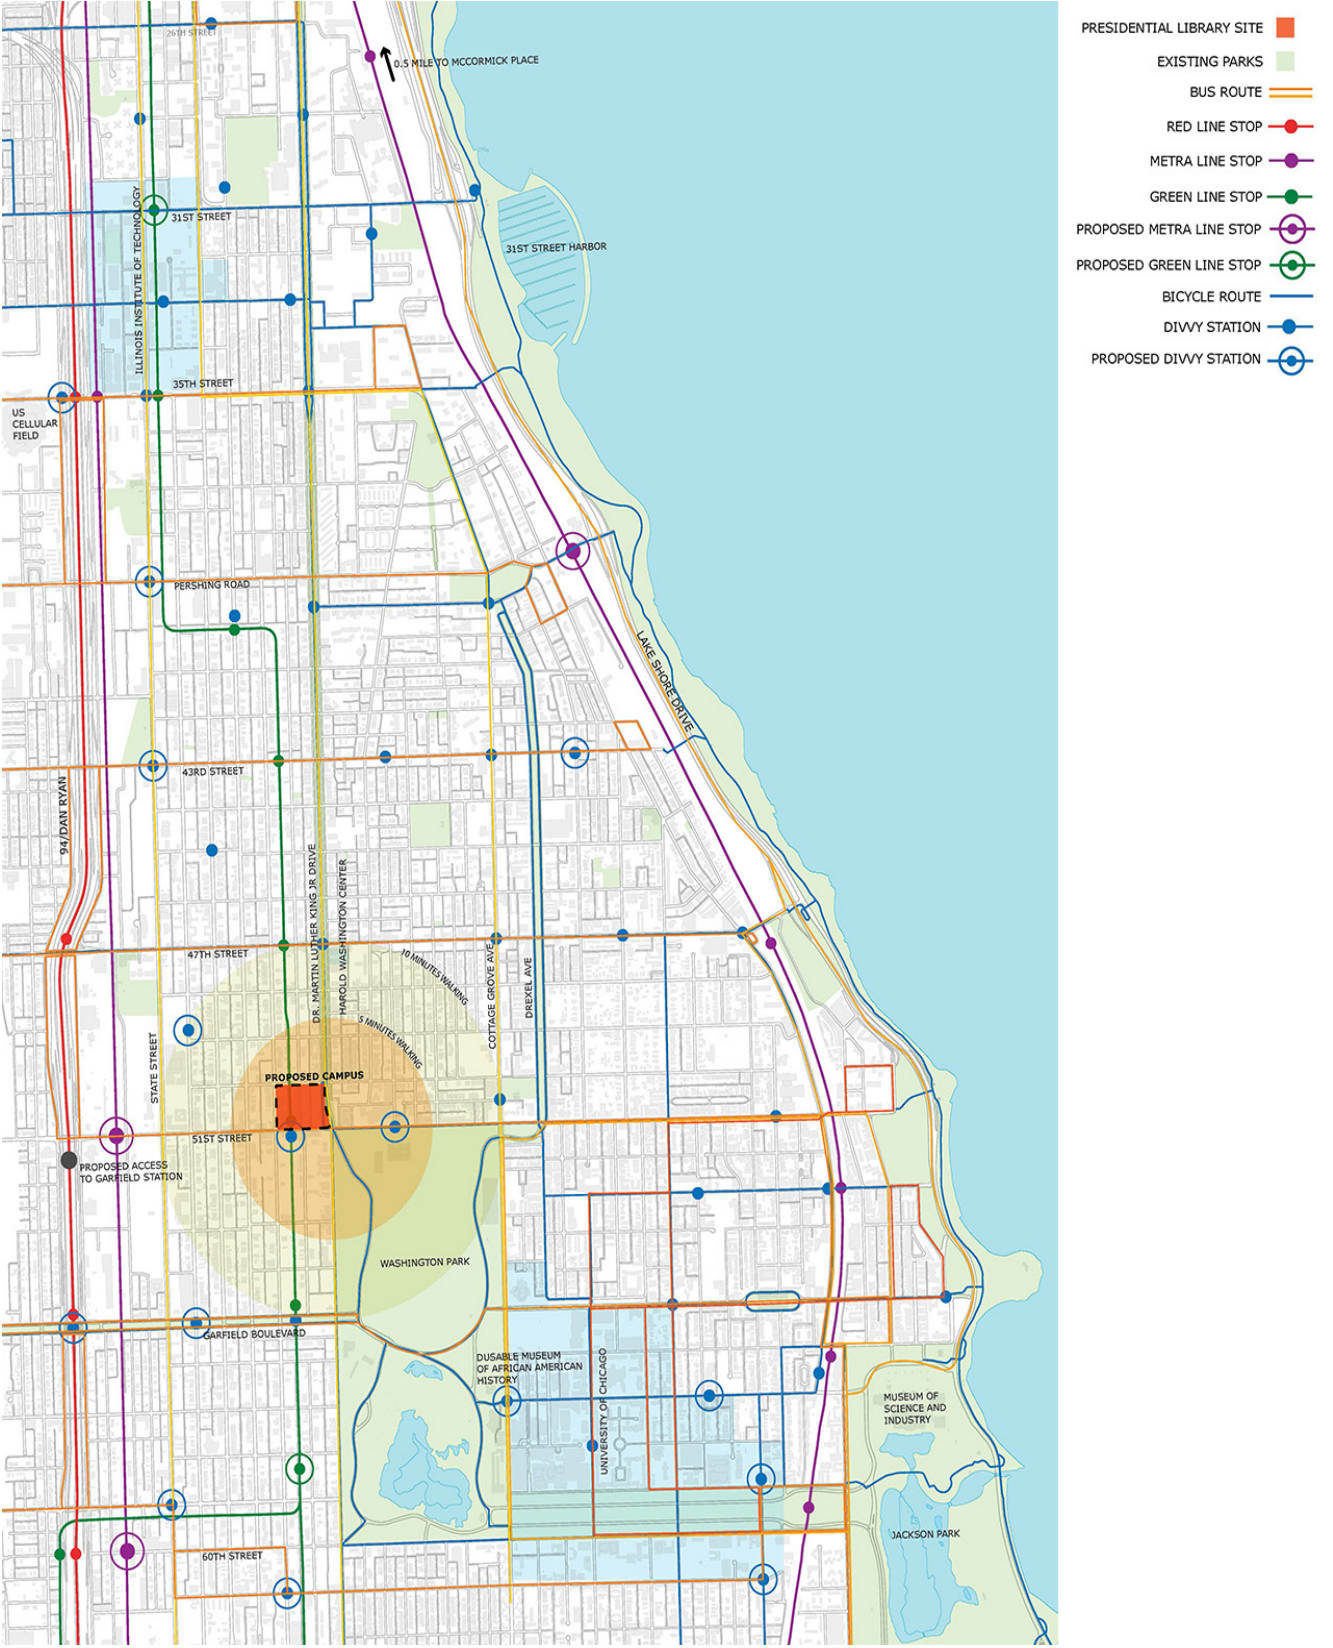 26TH STREET
0.5 MILE TO MCCORMICK PLACE
PRESIDENTIAL LIBRARY SITE
EXISTING PARKS
BUS ROUTE
RED LINE STOP
METRA LINE STOP
GREEN LINE STOP
PROPOSED METRA LINE STOP
PROPOSED GREEN LINE STOP
BICYCLE ROUTE
DIVVY STATION
PROPOSED DIVVY STATION
ILLINOIS INSTITUTE OF TECHNOLOGY
31ST STREET
31ST STREET HARBOR
35TH STREET
US
CELLULAR
FIELD
PERSHING ROAD
LAKE SHORE DRIVE
43RD STREET
94/DAN RYAN
DR. MARTIN LUTHER KING JR DRIVE
HAROLD WASHINGTON CENTER
47TH STREET
COTTAGE GROVE AVE
DREXEL AVE
10 MINUTES WALKING
5 MINUTES WALKING
STATE STREET
PROPOSED CAMPUS
51ST STREET
PROPOSED ACCESS
TO GARFIELD STATION
WASHINGTON PARK
GARFIELD BOULEVARD
DUSABLE MUSEUM
OF AFRICAN AMERICAN
HISTORY
UNIVERSITY OF CHICAGO
MUSEUM OF
SCIENCE AND
INDUSTRY
JACKSON PARK
60TH STREET